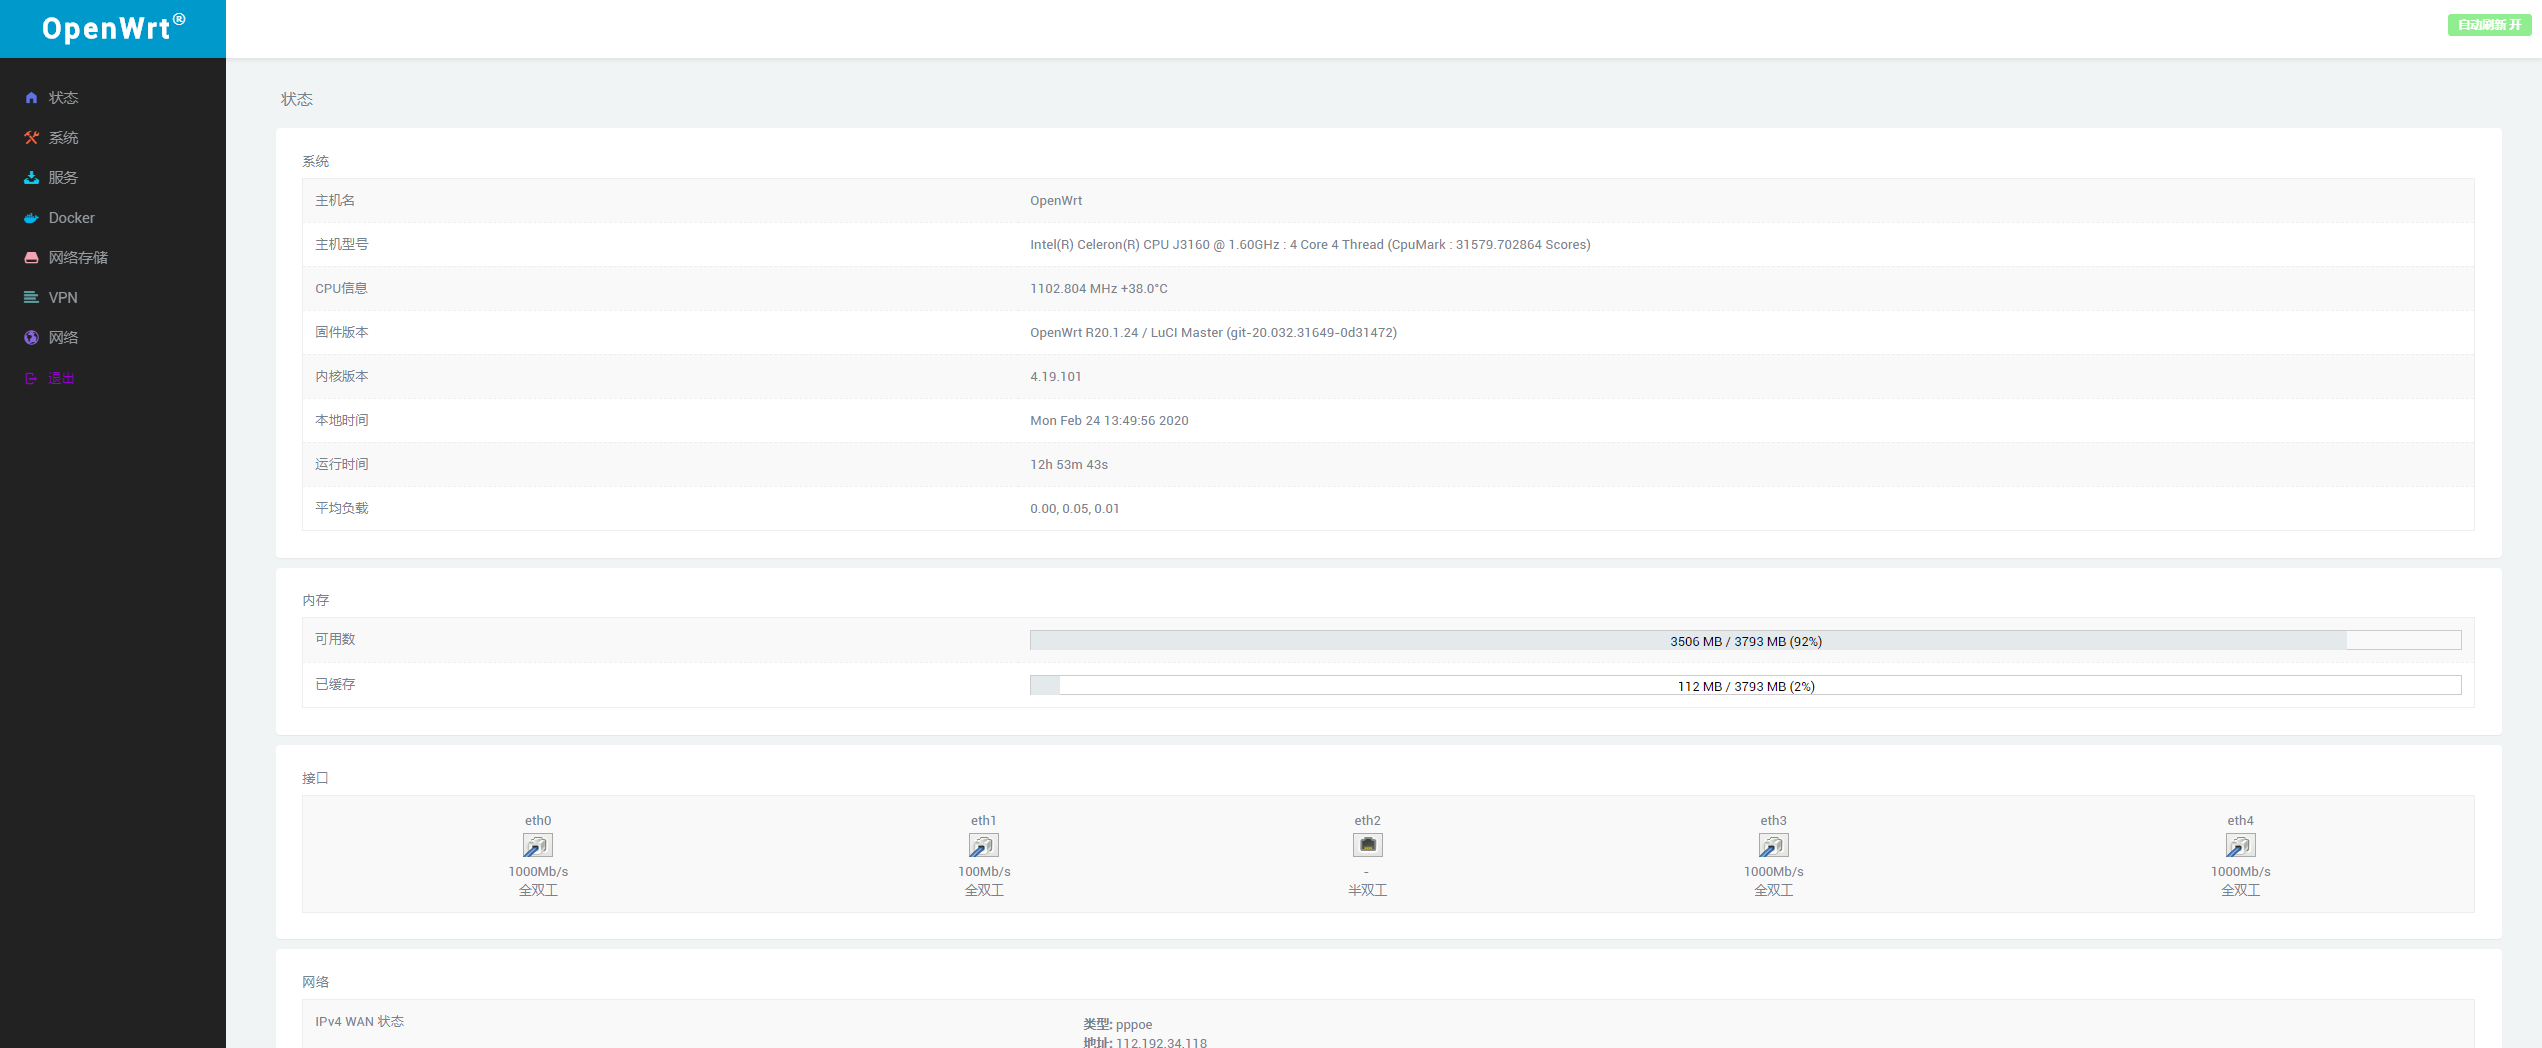 OpenWrt®
自动刷新 开
状态
系统
服务
Docker
网络存储
VPN
网络
退出
状态
系统
主机名 OpenWrt
主机型号 Intel(R) Celeron(R) CPU J3160 @ 1.60GHz : 4 Core 4 Thread (CpuMark : 31579.702864 Scores)
CPU信息 1102.804 MHz +38.0°C
固件版本 OpenWrt R20.1.24 / LuCI Master (git-20.032.31649-0d31472)
内核版本 4.19.101
本地时间 Mon Feb 24 13:49:56 2020
运行时间 12h 53m 43s
平均负载 0.00, 0.05, 0.01
内存
可用数 3506 MB / 3793 MB (92%)
已缓存 112 MB / 3793 MB (2%)
接口
eth0 eth1 eth2 eth3 eth4
1000Mb/s 100Mb/s - 1000Mb/s 1000Mb/s
全双工 全双工 半双工 全双工 全双工
网络
IPv4 WAN 状态 类型: pppoe
地址: 112.192.34.118